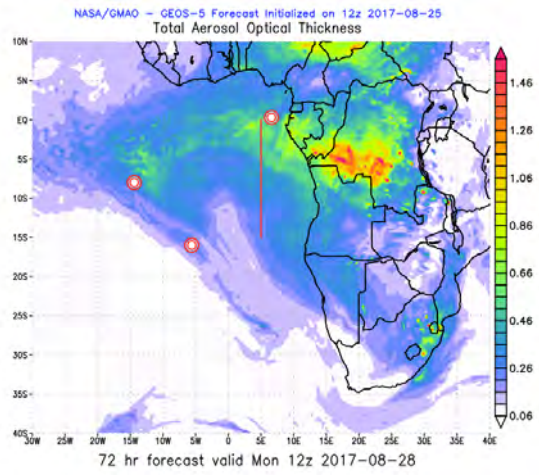 NASA/GMAO - GEOS-5 Forecast Initialized on 12z 2017-08-25
Total Aerosol Optical Thickness
10N
5N
EQ
5S
10S
15S
20S
25S
30S
35S
40S
30W 25W 20W 15W 10W 5W 0 5E 10E 15E 20E 25E 30E 35E 40E
1.46
1.26
1.06
0.86
0.66
0.46
0.26
0.06
72 hr forecast valid Mon 12z 2017-08-28